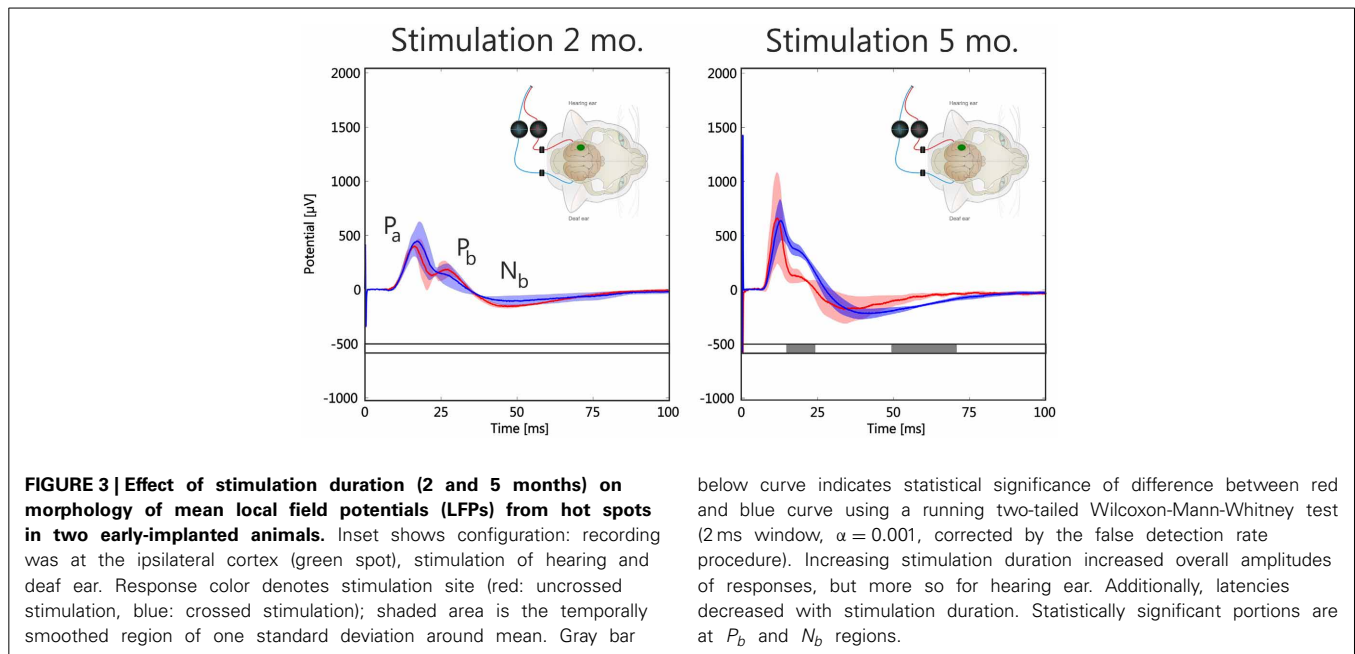 Stimulation 2 mo.
2000
1500
1000
500
0
-500
-1000
Potential [µV]
Hearing ear
Deaf ear
Pa
Pb
Nb
0
25
50
75
100
Time [ms]
Stimulation 5 mo.
2000
1500
1000
500
0
-500
-1000
Hearing ear
Deaf ear
0
25
50
75
100
Time [ms]
FIGURE 3 | Effect of stimulation duration (2 and 5 months) on
morphology of mean local field potentials (LFPs) from hot spots
in two early-implanted animals. Inset shows configuration: recording
was at the ipsilateral cortex (green spot), stimulation of hearing and
deaf ear. Response color denotes stimulation site (red: uncrossed
stimulation, blue: crossed stimulation); shaded area is the temporally
smoothed region of one standard deviation around mean. Gray bar
below curve indicates statistical significance of difference between red
and blue curve using a running two-tailed Wilcoxon-Mann-Whitney test
(2 ms window, α = 0.001, corrected by the false detection rate
procedure). Increasing stimulation duration increased overall amplitudes
of responses, but more so for hearing ear. Additionally, latencies
decreased with stimulation duration. Statistically significant portions are
at Pb and Nb regions.